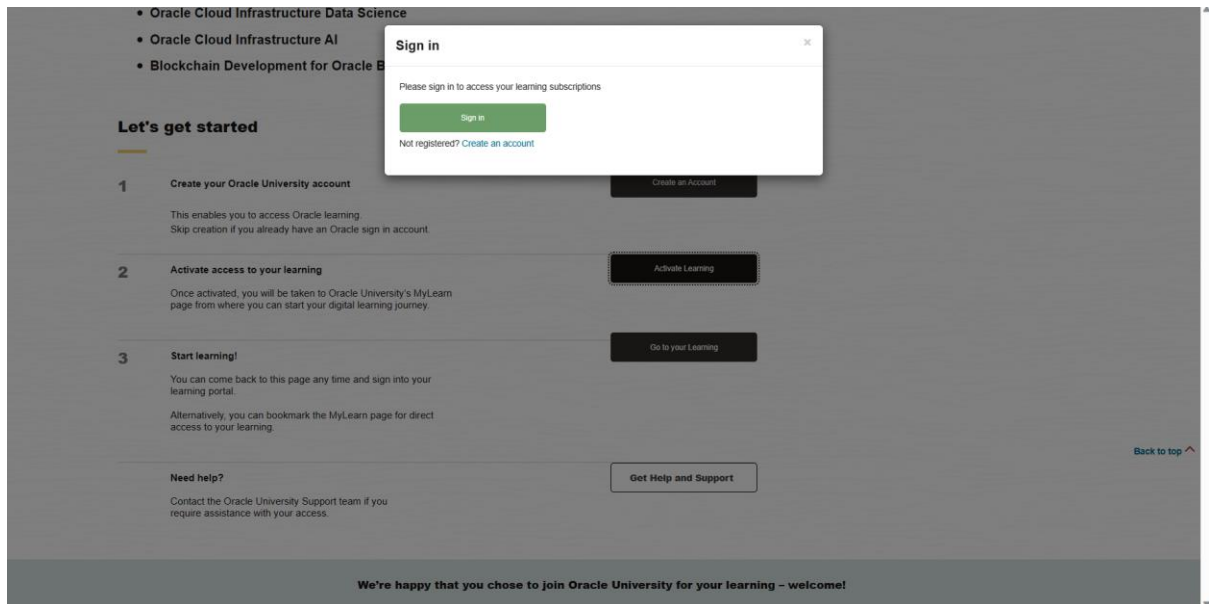 Oracle Cloud Infrastructure Data Science
Oracle Cloud Infrastructure AI
Blockchain Development for Oracle B
Sign in
×
Please sign in to access your learning subscriptions
Sign in
Not registered? Create an account
Let's get started
1
Create your Oracle University account
Create an Account
This enables you to access Oracle learning.
Skip creation if you already have an Oracle sign in account.
2
Activate access to your learning
Activate Learning
Once activated, you will be taken to Oracle University's MyLearn
page from where you can start your digital learning journey.
3
Start learning!
Go to your Learning
You can come back to this page any time and sign into your
learning portal.
Alternatively, you can bookmark the MyLearn page for direct
access to your learning.
Back to top
Need help?
Get Help and Support
Contact the Oracle University Support team if you
require assistance with your access.
We're happy that you chose to join Oracle University for your learning – welcome!